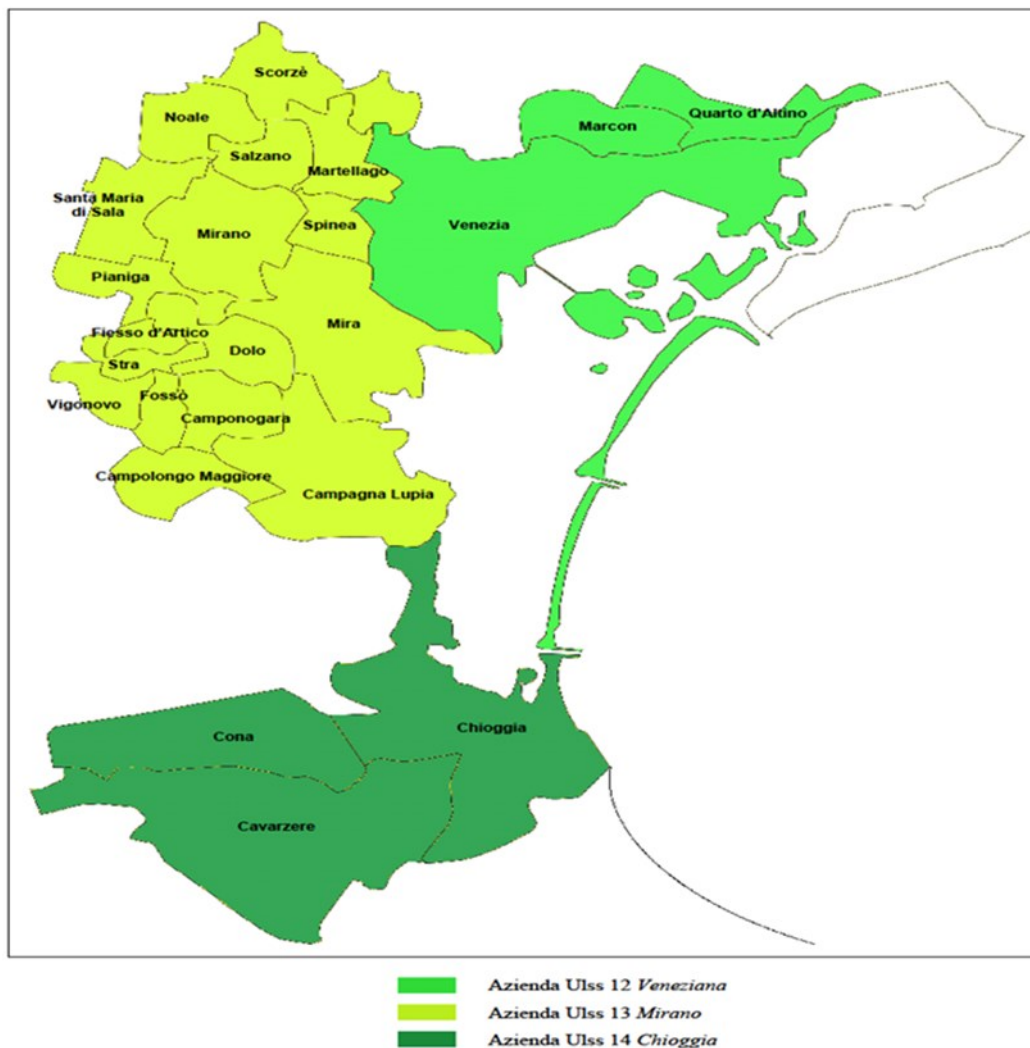 Scorzè
Noale
Quarto d'Altino
Marcon
Salzano
Martellago
Santa Maria
di Sala
Spinea
Venezia
Mirano
Pianiga
Mira
Fiesso d'Artico
Dolo
Stra
Fossò
Vigonovo
Camponogara
Campolongo Maggiore
Campagna Lupia
Chioggia
Cona
Cavarzere
Azienda Ulss 12 Veneziana
Azienda Ulss 13 Mirano
Azienda Ulss 14 Chioggia